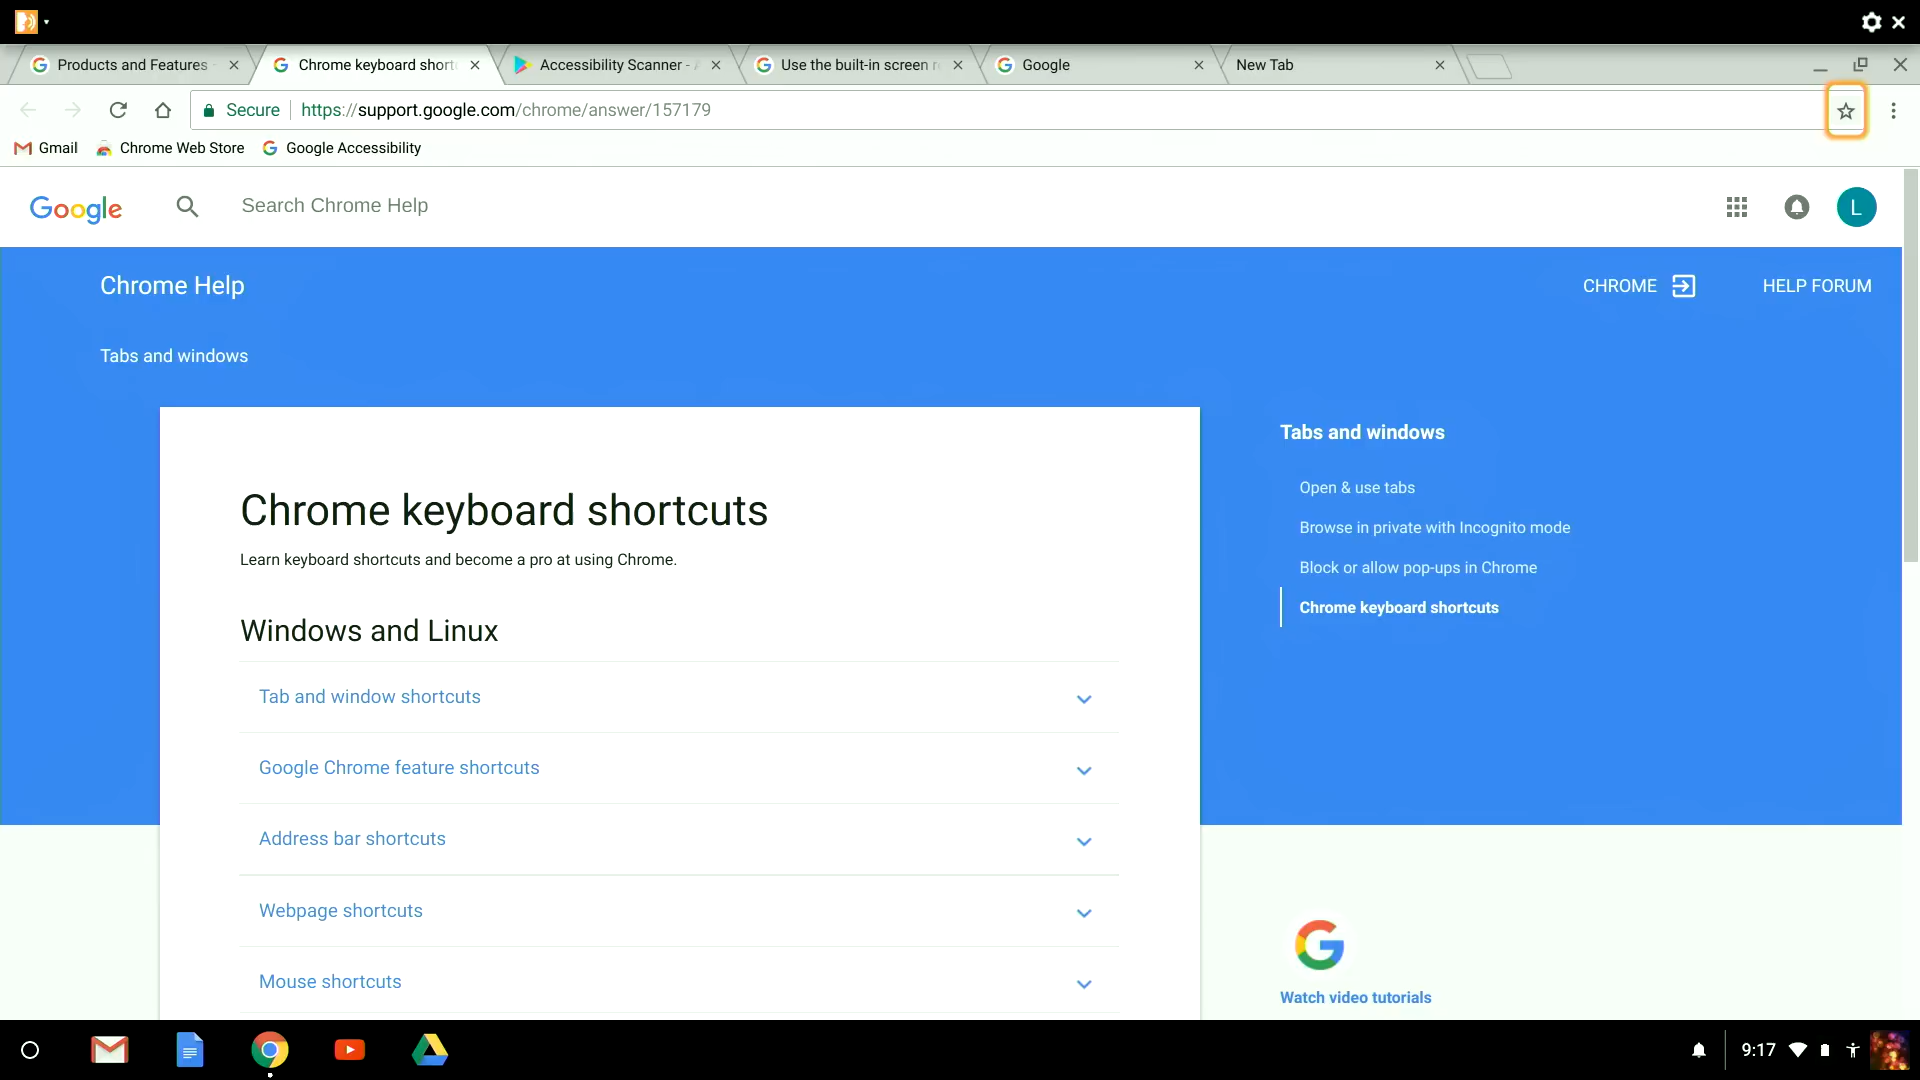 Products and Features
Chrome keyboard short
Accessibility Scanner -
Use the built-in screen r
Google
New Tab
Secure
https://support.google.com/chrome/answer/157179
Gmail
Chrome Web Store
Google Accessibility
Google
Search Chrome Help
L
Chrome Help
CHROME
HELP FORUM
Tabs and windows
Chrome keyboard shortcuts
Learn keyboard shortcuts and become a pro at using Chrome.
Windows and Linux
Tab and window shortcuts
Google Chrome feature shortcuts
Address bar shortcuts
Webpage shortcuts
Mouse shortcuts
Tabs and windows
Open & use tabs
Browse in private with Incognito mode
Block or allow pop-ups in Chrome
Chrome keyboard shortcuts
Watch video tutorials
9:17